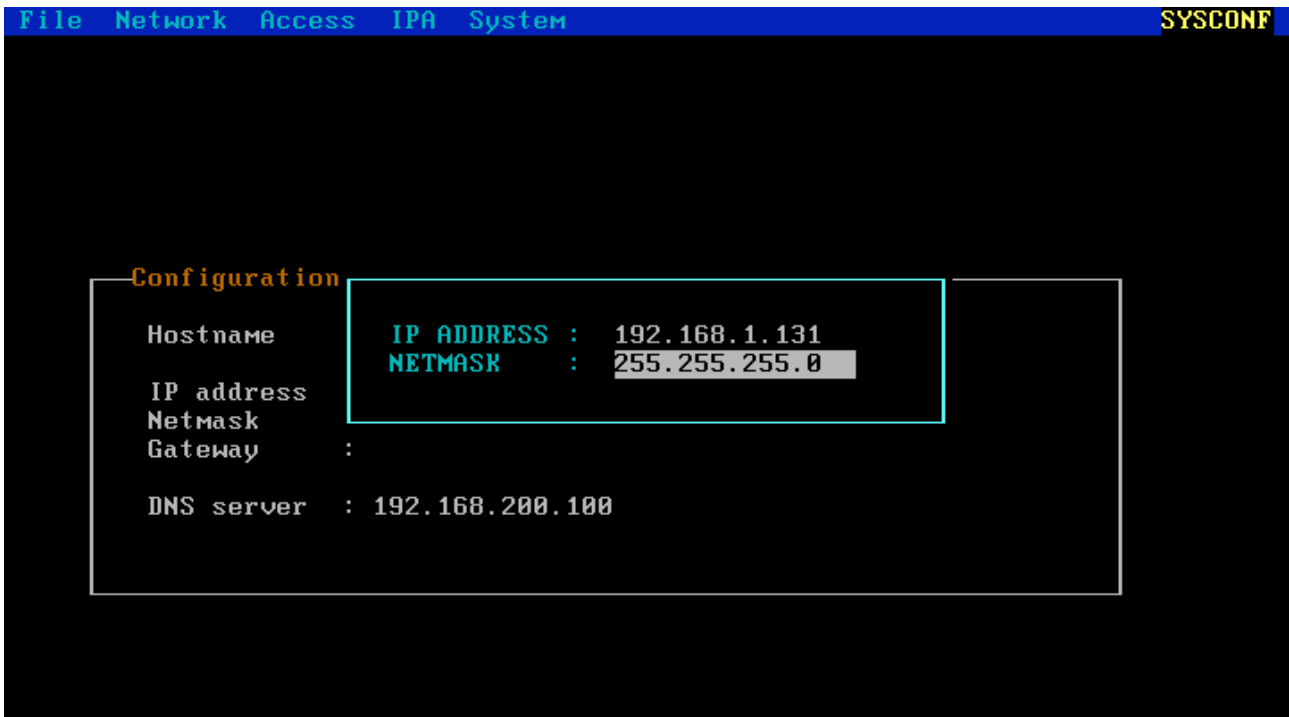 File Network Access IPA System SYSCONF
Configuration
Hostname IP ADDRESS : 192.168.1.131
NETMASK : 255.255.255.0
IP address
Netmask
Gateway :
DNS server : 192.168.200.100